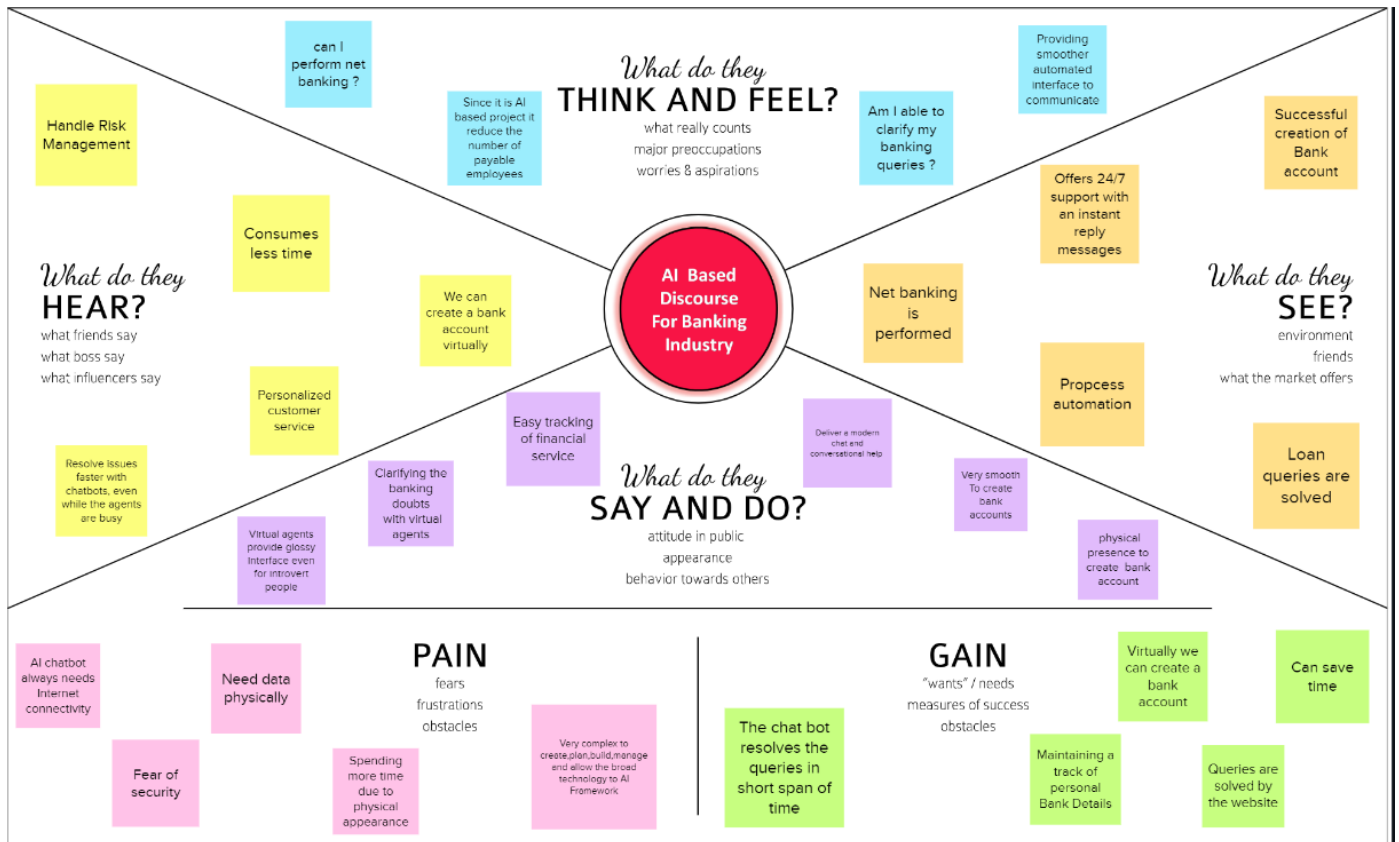 What do they
THINK AND FEEL?
what really counts
major preoccupations
worries & aspirations
can I
perform net
banking ?
Since it is AI
based project it
reduce the
number of
payable
employees
Am I able to
clarify my
banking
queries ?
Providing
smoother
automated
interface to
communicate
What do they
HEAR?
what friends say
what boss say
what influencers say
Handle Risk
Management
Consumes
less time
We can
create a bank
account
virtually
Personalized
customer
service
Resolve issues
faster with
chatbots, even
while the agents
are busy
AI Based
Discourse
For Banking
Industry
What do they
SEE?
environment
friends
what the market offers
Successful
creation of
Bank
account
Offers 24/7
support with
an instant
reply
messages
Net banking
is
performed
Propcess
automation
Loan
queries are
solved
What do they
SAY AND DO?
attitude in public
appearance
behavior towards others
Easy tracking
of financial
service
Clarifying the
banking
doubts
with virtual
agents
Virtual agents
provide glossy
Interface even
for introvert
people
Deliver a modern
chat and
conversational help
Very smooth
To create
bank
accounts
physical
presence to
create bank
account
PAIN
fears
frustrations
obstacles
AI chatbot
always needs
Internet
connectivity
Need data
physically
Fear of
security
Spending
more time
due to
physical
appearance
Very complex to
create,plan,build,manage
and allow the broad
technology to AI
Framework
GAIN
"wants" / needs
measures of success
obstacles
The chat bot
resolves the
queries in
short span of
time
Virtually we
can create a
bank
account
Can save
time
Maintaining a
track of
personal
Bank Details
Queries are
solved by
the website